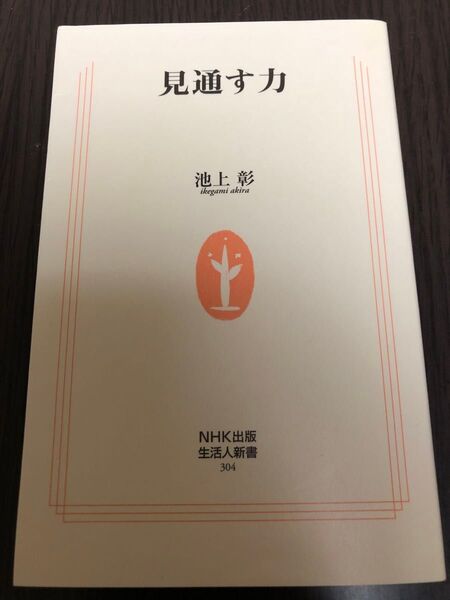 見通す力
池上 彰
ikegami akira
NHK出版
生活人新書
304